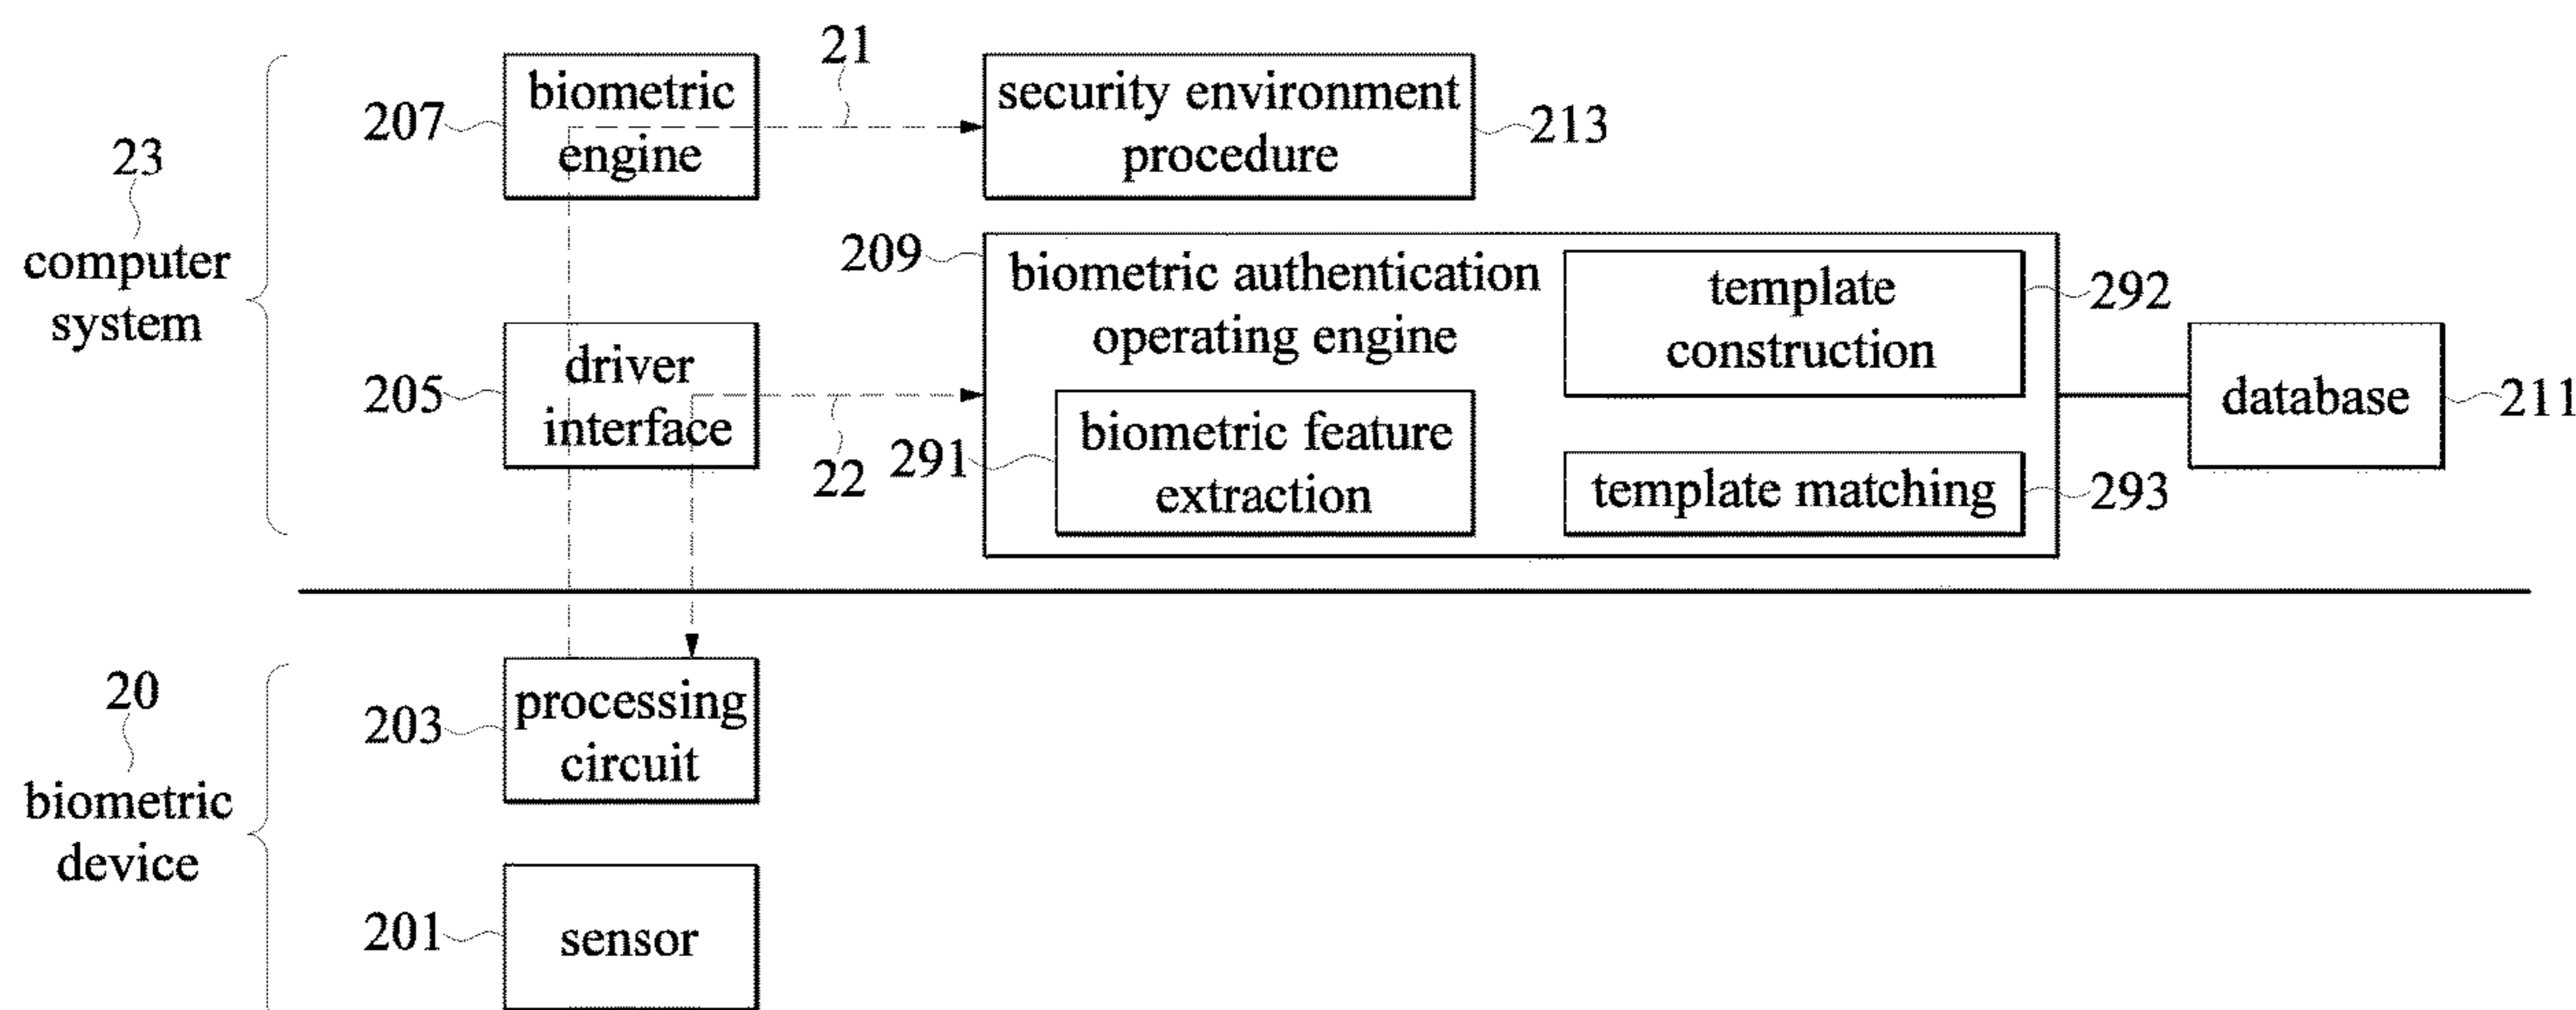 21
biometric
engine
207
security environment
procedure
213
23
computer
system
209
biometric authentication
operating engine
template
construction
292
driver
interface
205
22
291
biometric feature
extraction
template matching
293
database
211
20
biometric
device
processing
circuit
203
201
sensor